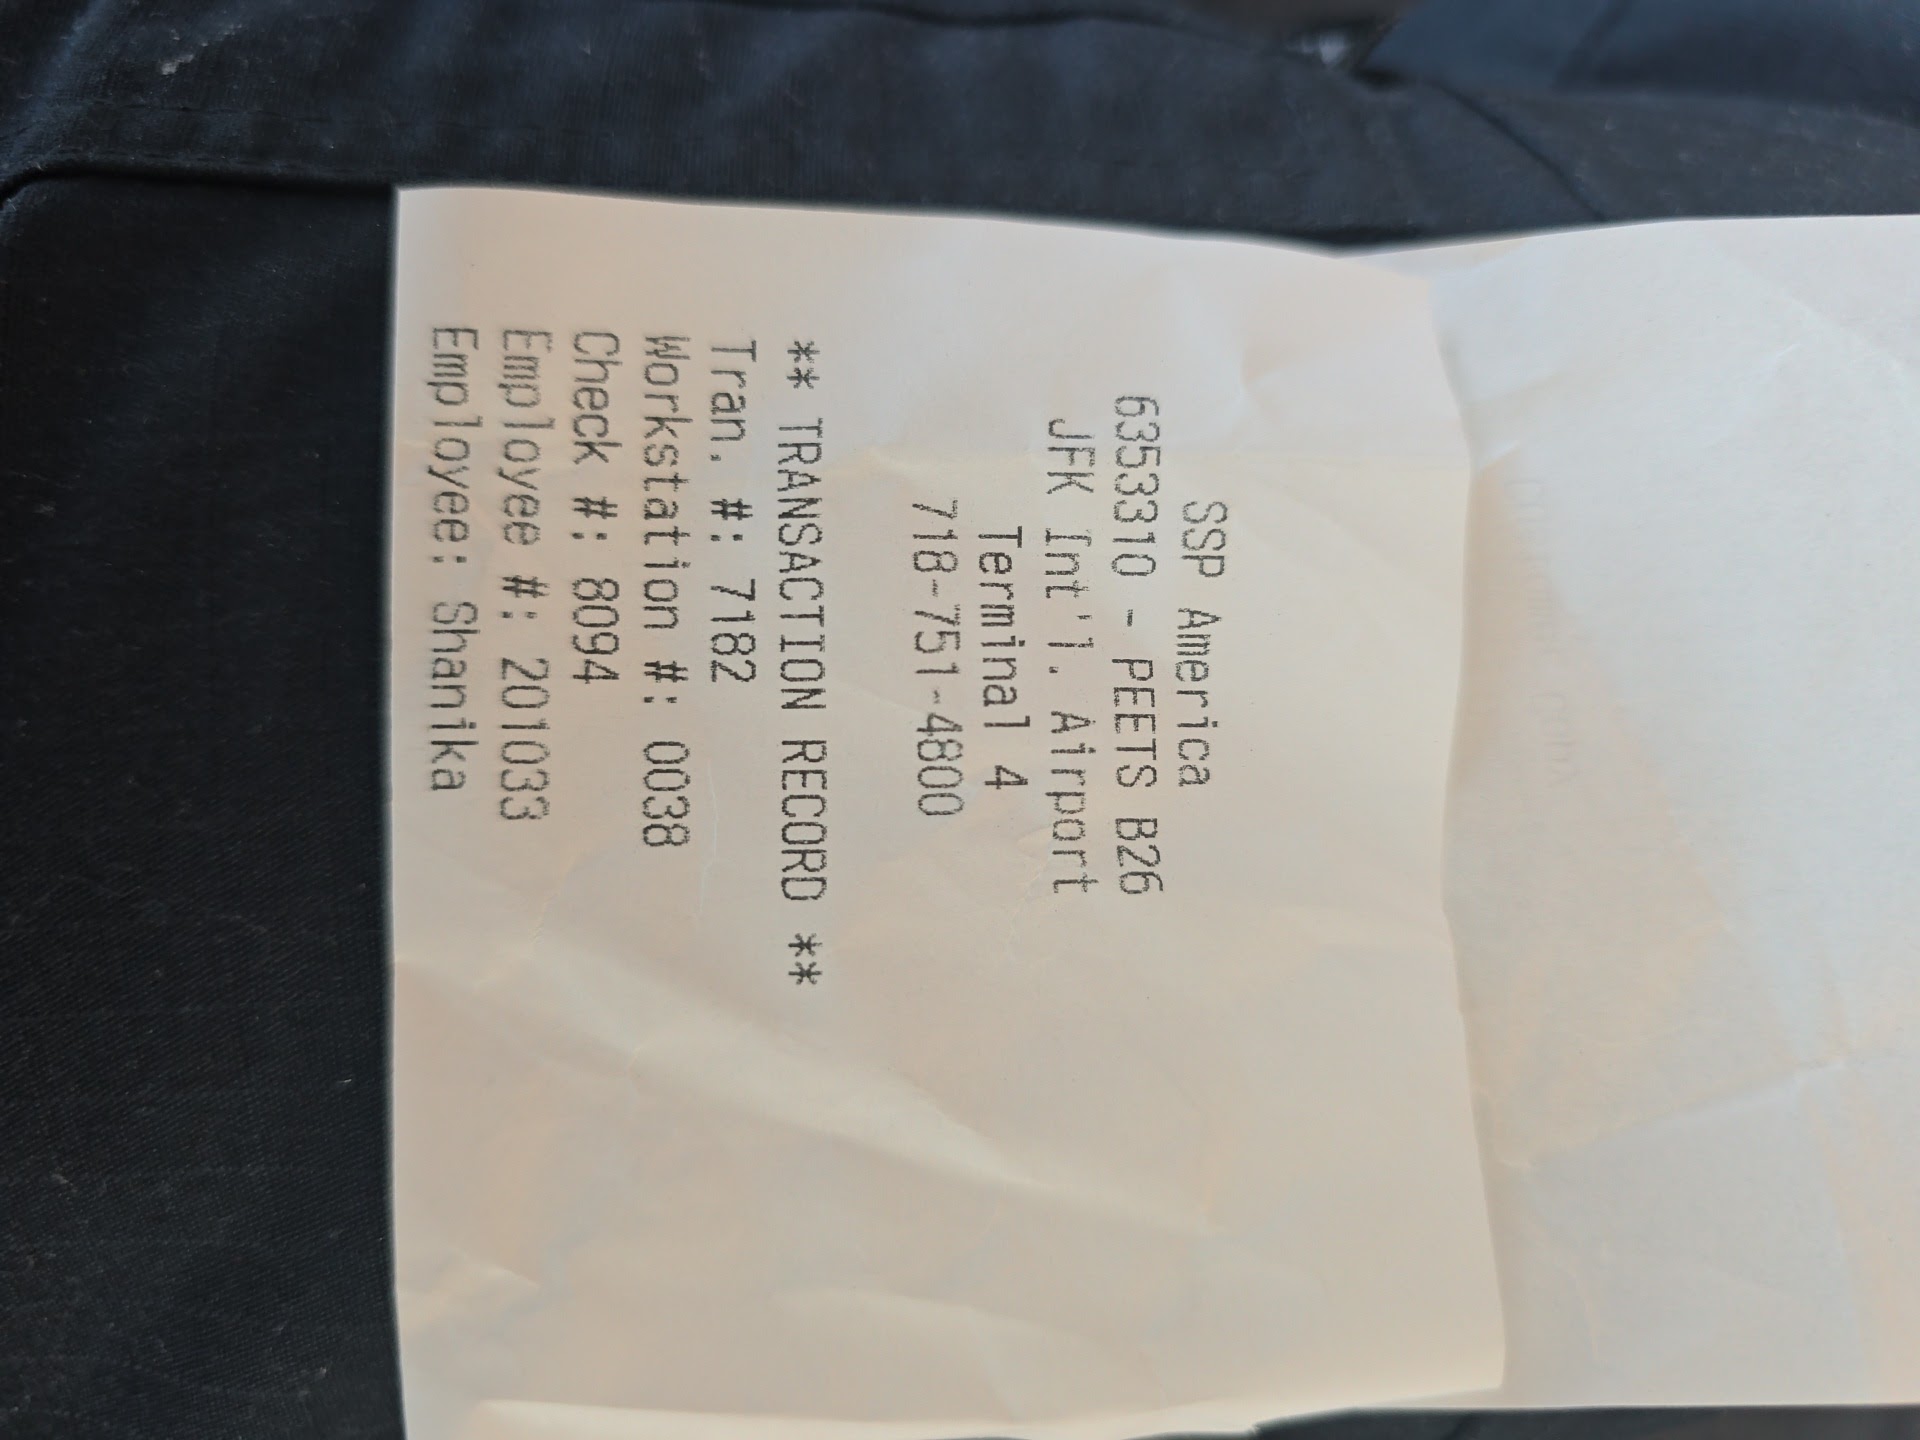 SSP America
6353310 - PEETS B26
JFK Int'l. Airport
Terminal 4
718-751-4800
** TRANSACTION RECORD **
Tran. #: 7182
Workstation #: 0038
Check #: 8094
Employee #: 201033
Employee: Shanika